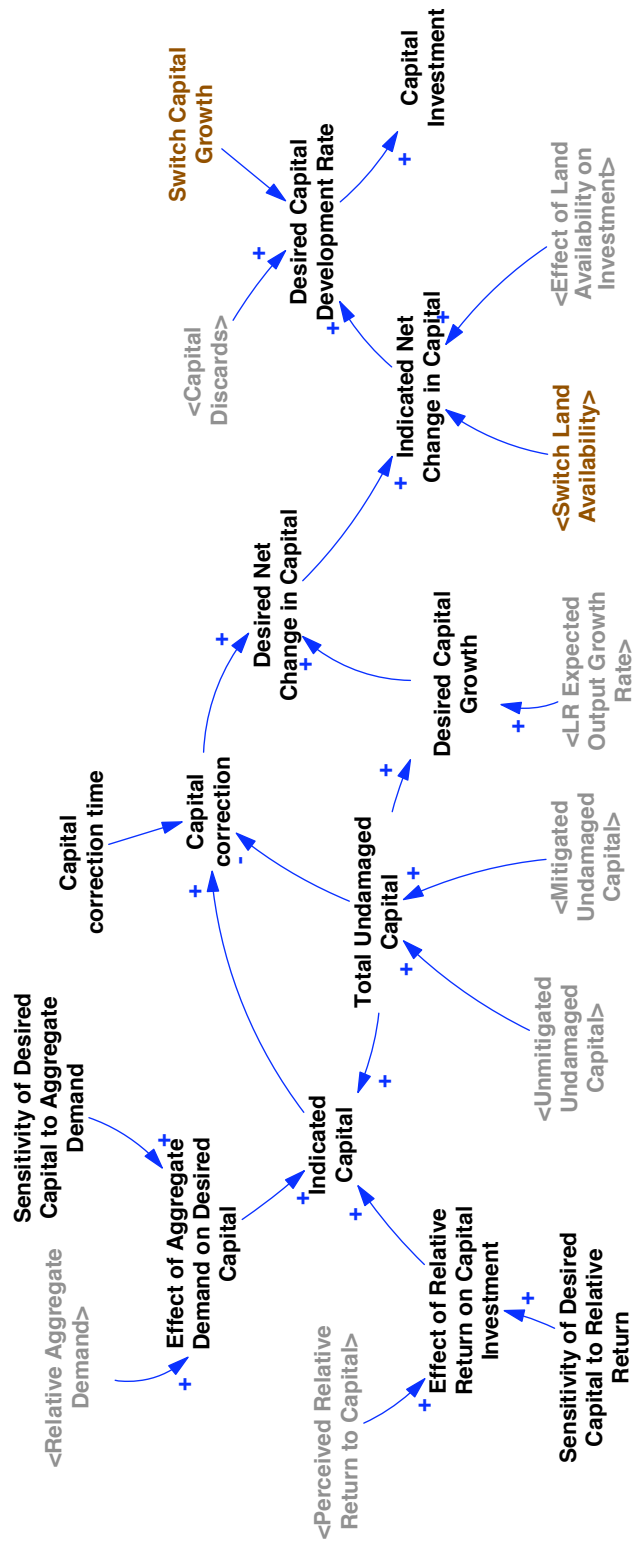 <Relative Aggregate
Demand>
Sensitivity of Desired
Capital to Aggregate
Demand
Effect of Aggregate
Demand on Desired
Capital
+
+
<Perceived Relative
Return to Capital>
+
Effect of Relative
Return on Capital
Investment
+
Sensitivity of Desired
Capital to Relative
Return
+
+
Indicated
Capital
+
Capital
correction time
+
Capital
correction
-
Total Undamaged
Capital
+
+
<Unmitigated
Undamaged
Capital>
<Mitigated
Undamaged
Capital>
+
Desired Capital
Growth
+
<LR Expected
Output Growth
Rate>
+
Desired Net
Change in Capital
+
+
Indicated Net
Change in Capital
+
<Switch Land
Availability>
<Effect of Land
Availability on
Investment>
<Capital
Discards>
+
Switch Capital
Growth
Desired Capital
Development Rate
+
+
Capital
Investment